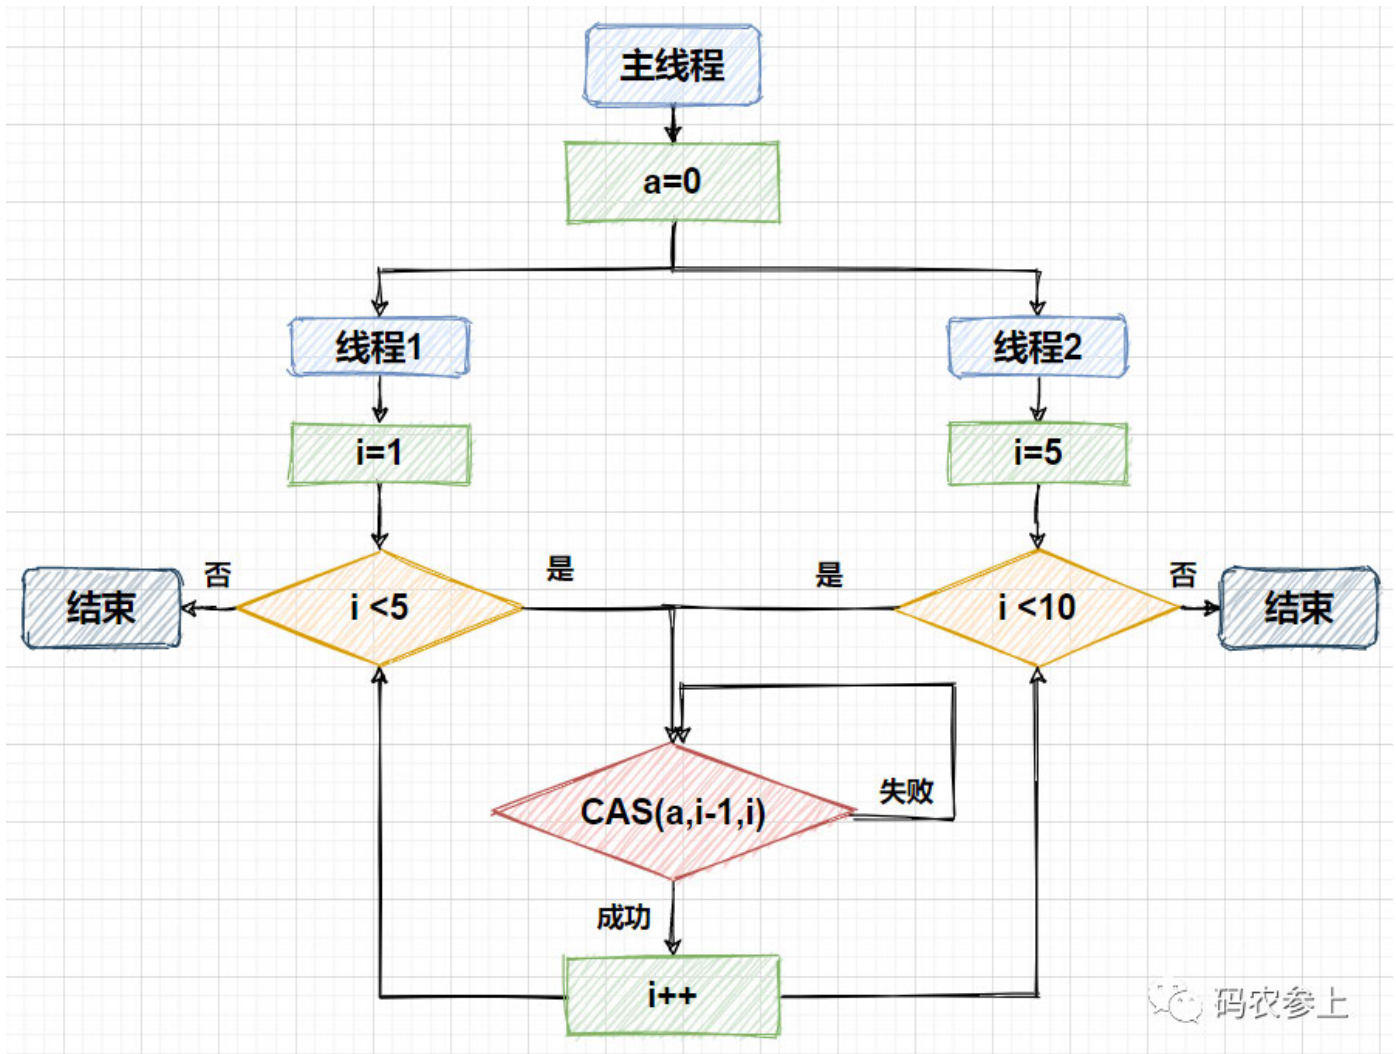 主线程
a=0
线程1
线程2
i=1
i=5
否
是
是
否
结束
i <5
i <10
结束
CAS(a,i-1,i)
失败
成功
i++
码农参上